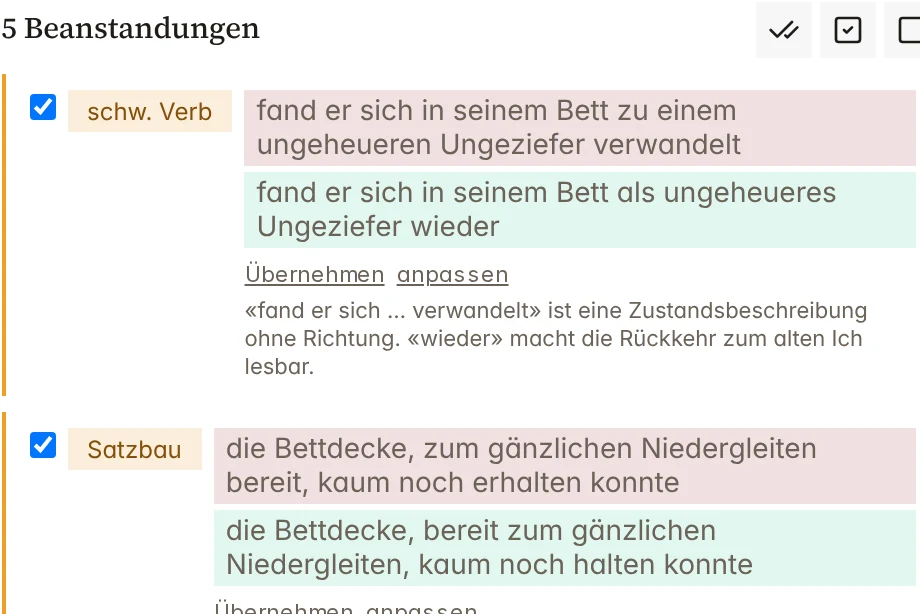 5 Beanstandungen
schw. Verb
fand er sich in seinem Bett zu einem
ungeheueren Ungeziefer verwandelt
fand er sich in seinem Bett als ungeheueres
Ungeziefer wieder
Übernehmen anpassen
«fand er sich ... verwandelt» ist eine Zustandsbeschreibung
ohne Richtung. «wieder» macht die Rückkehr zum alten Ich
lesbar.
Satzbau
die Bettdecke, zum gänzlichen Niedergleiten
bereit, kaum noch erhalten konnte
die Bettdecke, bereit zum gänzlichen
Niedergleiten, kaum noch halten konnte
Übernehmen anpassen